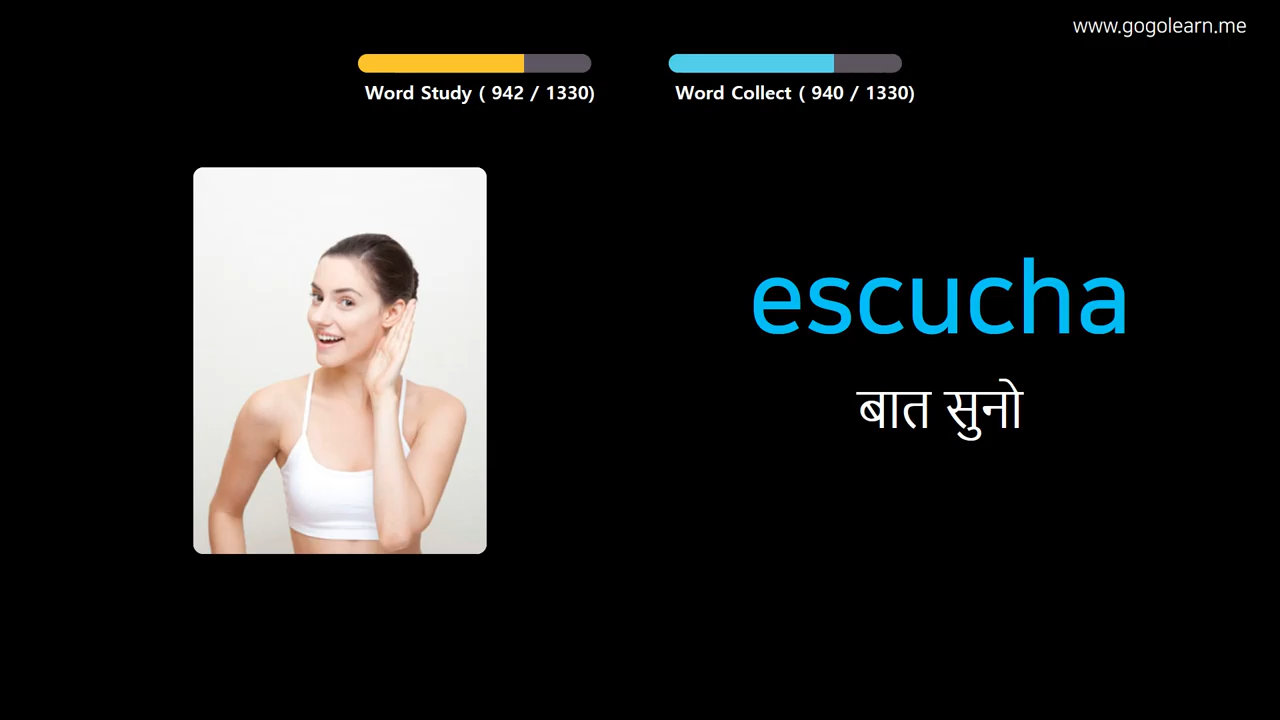 www.gogolearn.me
Word Study ( 942 / 1330)
Word Collect ( 940 / 1330)
escucha
बात सुनो